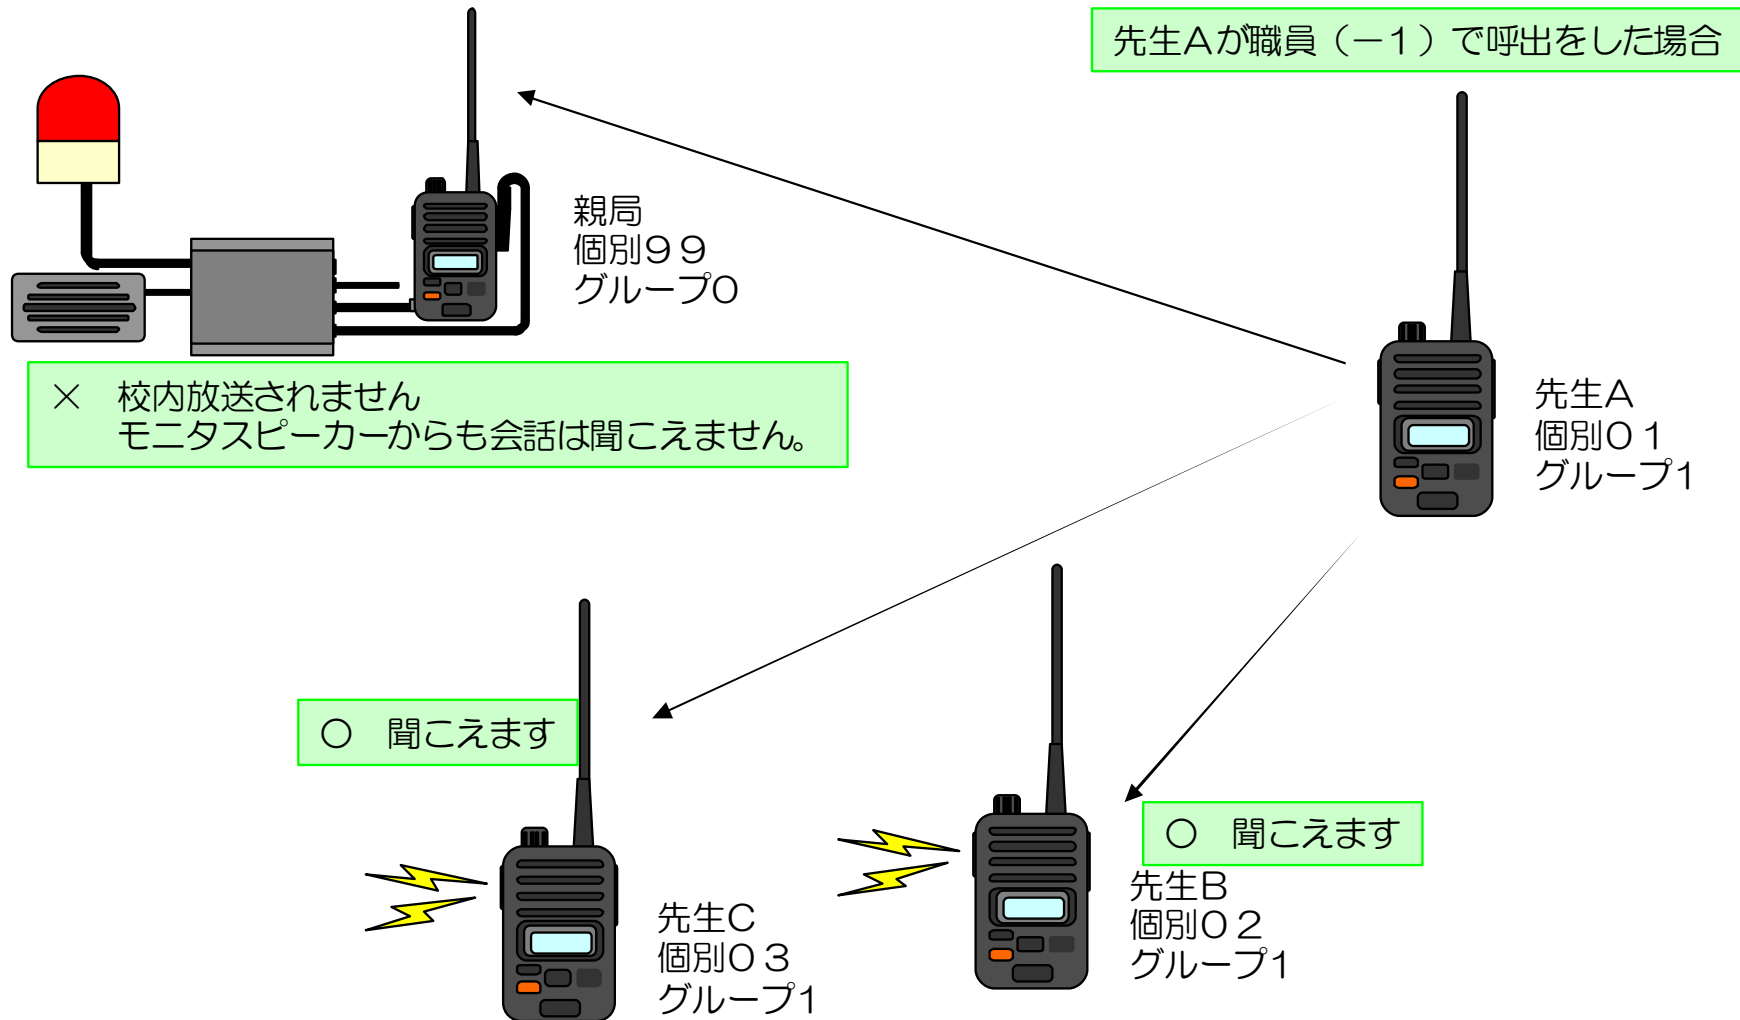 先生Aが職員（－1）で呼出をした場合
親局
個別９９
グループ０
×　校内放送されません
モニタスピーカーからも会話は聞こえません。
先生A
個別０１
グループ1
○　聞こえます
○　聞こえます
先生B
個別０２
グループ1
先生C
個別０３
グループ1